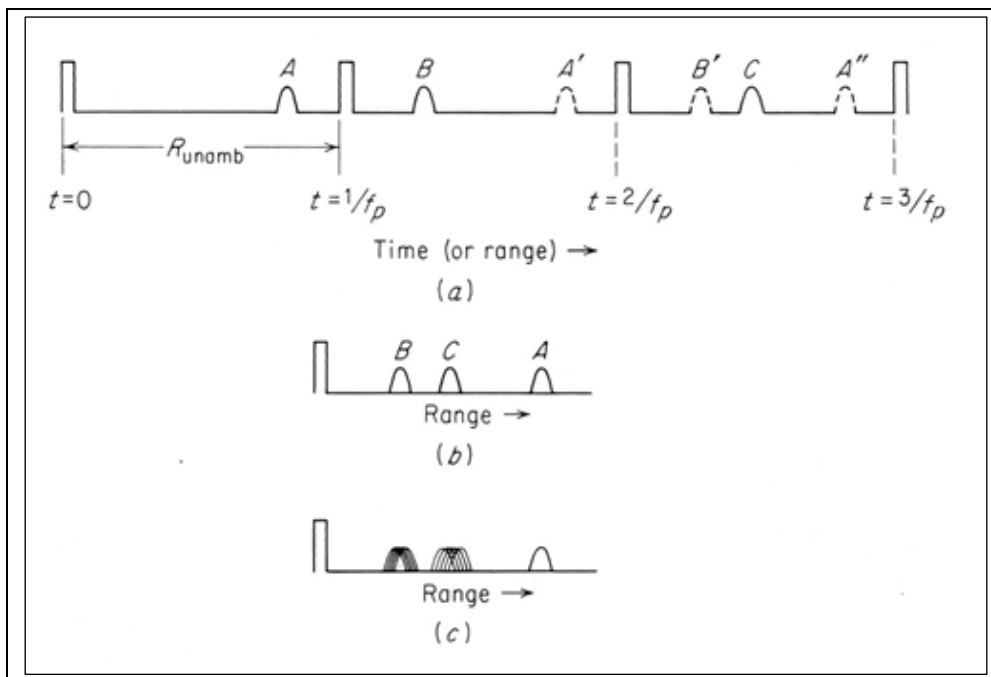 A B A′ B′ C A″
R_unamb
t=0 t=1/f_p t=2/f_p t=3/f_p
Time (or range) →
(a)
B C A
Range →
(b)
Range →
(c)